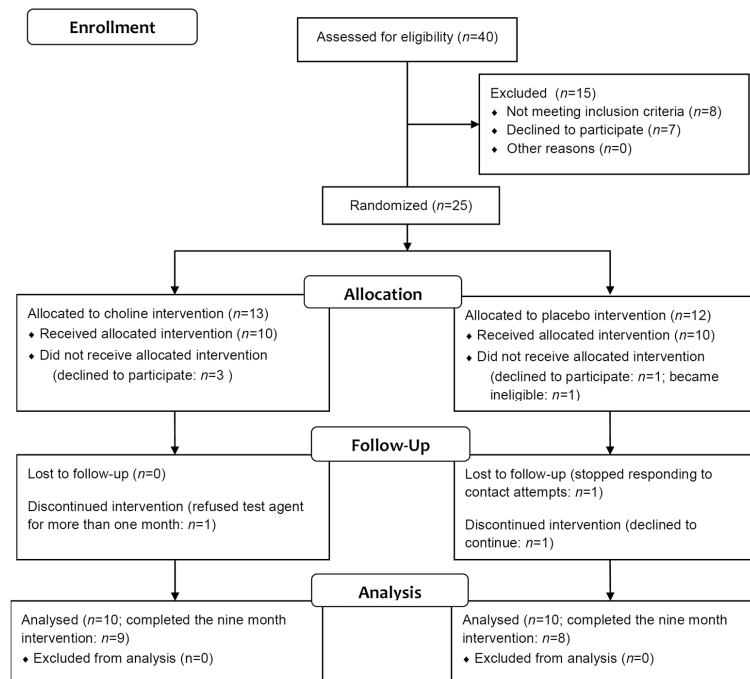 Enrollment
Assessed for eligibility (n=40)
Excluded (n=15)
♦ Not meeting inclusion criteria (n=8)
♦ Declined to participate (n=7)
♦ Other reasons (n=0)
Randomized (n=25)
Allocation
Allocated to choline intervention (n=13)
♦ Received allocated intervention (n=10)
♦ Did not receive allocated intervention
(declined to participate: n=3 )
Allocated to placebo intervention (n=12)
♦ Received allocated intervention (n=10)
♦ Did not receive allocated intervention
(declined to participate: n=1; became
ineligible: n=1)
Follow-Up
Lost to follow-up (n=0)
Discontinued intervention (refused test agent
for more than one month: n=1)
Lost to follow-up (stopped responding to
contact attempts: n=1)
Discontinued intervention (declined to
continue: n=1)
Analysis
Analysed (n=10; completed the nine month
intervention: n=9)
♦ Excluded from analysis (n=0)
Analysed (n=10; completed the nine month
intervention: n=8)
♦ Excluded from analysis (n=0)